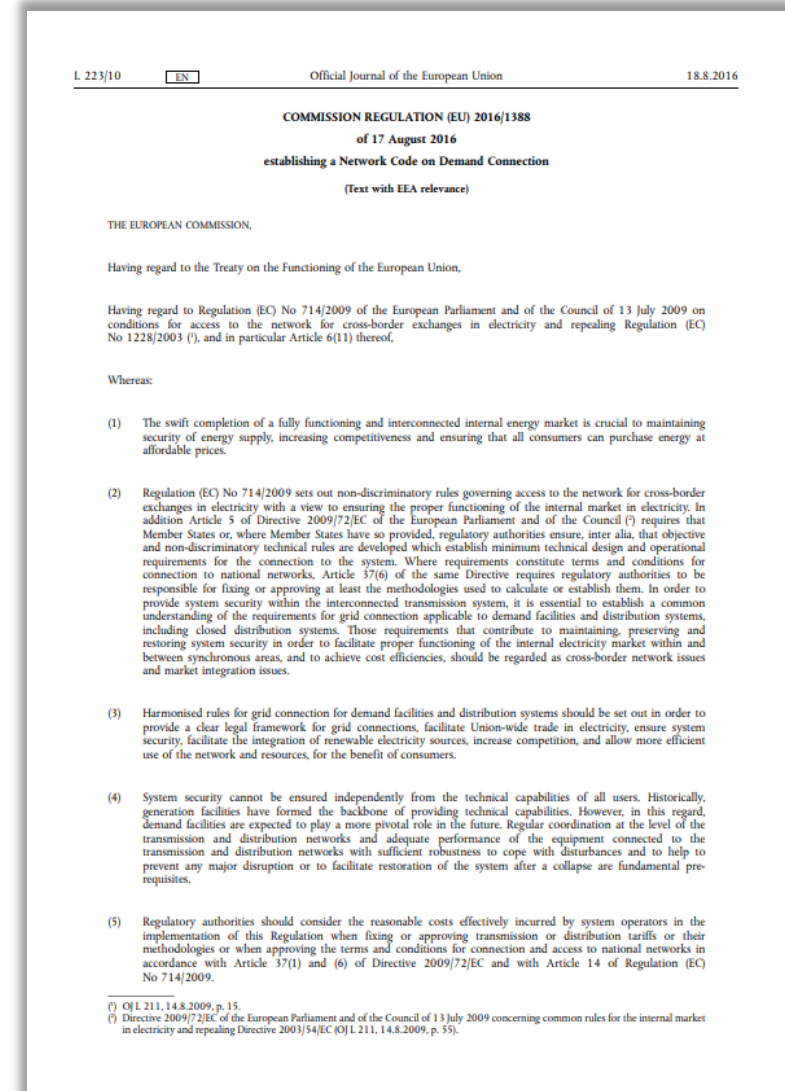 L 223/10 EN Official Journal of the European Union 18.8.2016
COMMISSION REGULATION (EU) 2016/1388
of 17 August 2016
establishing a Network Code on Demand Connection
(Text with EEA relevance)
THE EUROPEAN COMMISSION,
Having regard to the Treaty on the Functioning of the European Union,
Having regard to Regulation (EC) No 714/2009 of the European Parliament and of the Council of 13 July 2009 on
conditions for access to the network for cross-border exchanges in electricity and repealing Regulation (EC)
No 1228/2003 (¹), and in particular Article 6(11) thereof,
Whereas:
(1) The swift completion of a fully functioning and interconnected internal energy market is crucial to maintaining
security of energy supply, increasing competitiveness and ensuring that all consumers can purchase energy at
affordable prices.
(2) Regulation (EC) No 714/2009 sets out non-discriminatory rules governing access to the network for cross-border
exchanges in electricity with a view to ensuring the proper functioning of the internal market in electricity. In
addition Article 5 of Directive 2009/72/EC of the European Parliament and of the Council (²) requires that
Member States or, where Member States have so provided, regulatory authorities ensure, inter alia, that objective
and non-discriminatory technical rules are developed which establish minimum technical design and operational
requirements for the connection to the system. Where requirements constitute terms and conditions for
connection to national networks, Article 37(6) of the same Directive requires regulatory authorities to be
responsible for fixing or approving at least the methodologies used to calculate or establish them. In order to
provide system security within the interconnected transmission system, it is essential to establish a common
understanding of the requirements for grid connection applicable to demand facilities and distribution systems,
including closed distribution systems. Those requirements that contribute to maintaining, preserving and
restoring system security in order to facilitate proper functioning of the internal electricity market within and
between synchronous areas, and to achieve cost efficiencies, should be regarded as cross-border network issues
and market integration issues.
(3) Harmonised rules for grid connection for demand facilities and distribution systems should be set out in order to
provide a clear legal framework for grid connections, facilitate Union-wide trade in electricity, ensure system
security, facilitate the integration of renewable electricity sources, increase competition, and allow more efficient
use of the network and resources, for the benefit of consumers.
(4) System security cannot be ensured independently from the technical capabilities of all users. Historically,
generation facilities have formed the backbone of providing technical capabilities. However, in this regard,
demand facilities are expected to play a more pivotal role in the future. Regular coordination at the level of the
transmission and distribution networks and adequate performance of the equipment connected to the
transmission and distribution networks with sufficient robustness to cope with disturbances and to help to
prevent any major disruption or to facilitate restoration of the system after a collapse are fundamental pre-
requisites.
(5) Regulatory authorities should consider the reasonable costs effectively incurred by system operators in the
implementation of this Regulation when fixing or approving transmission or distribution tariffs or their
methodologies or when approving the terms and conditions for connection and access to national networks in
accordance with Article 37(1) and (6) of Directive 2009/72/EC and with Article 14 of Regulation (EC)
No 714/2009.
(¹) OJ L 211, 14.8.2009, p. 15.
(²) Directive 2009/72/EC of the European Parliament and of the Council of 13 July 2009 concerning common rules for the internal market
in electricity and repealing Directive 2003/54/EC (OJ L 211, 14.8.2009, p. 55).